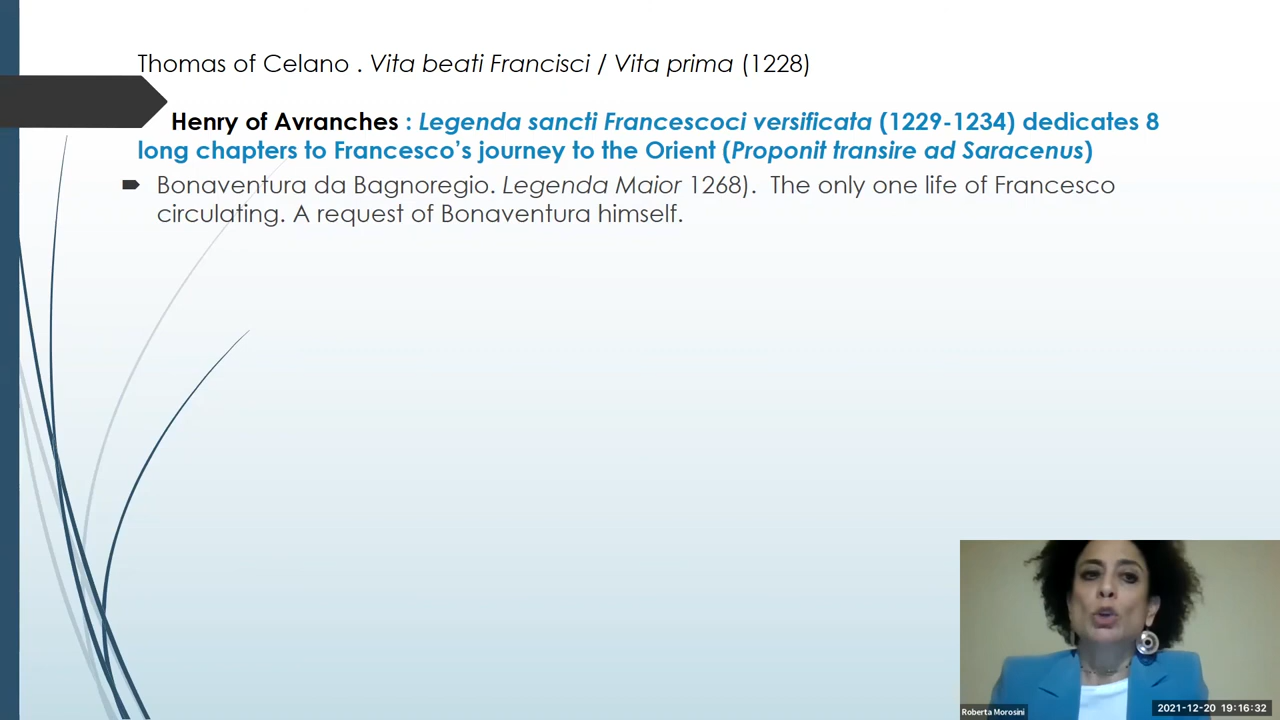 Thomas of Celano . Vita beati Francisci / Vita prima (1228)
Henry of Avranches : Legenda sancti Francescoci versificata (1229-1234) dedicates 8
long chapters to Francesco’s journey to the Orient (Proponit transire ad Saracenus)
Bonaventura da Bagnoregio. Legenda Maior 1268). The only one life of Francesco
circulating. A request of Bonaventura himself.
Roberta Morosini
2021-12-20 19:16:32